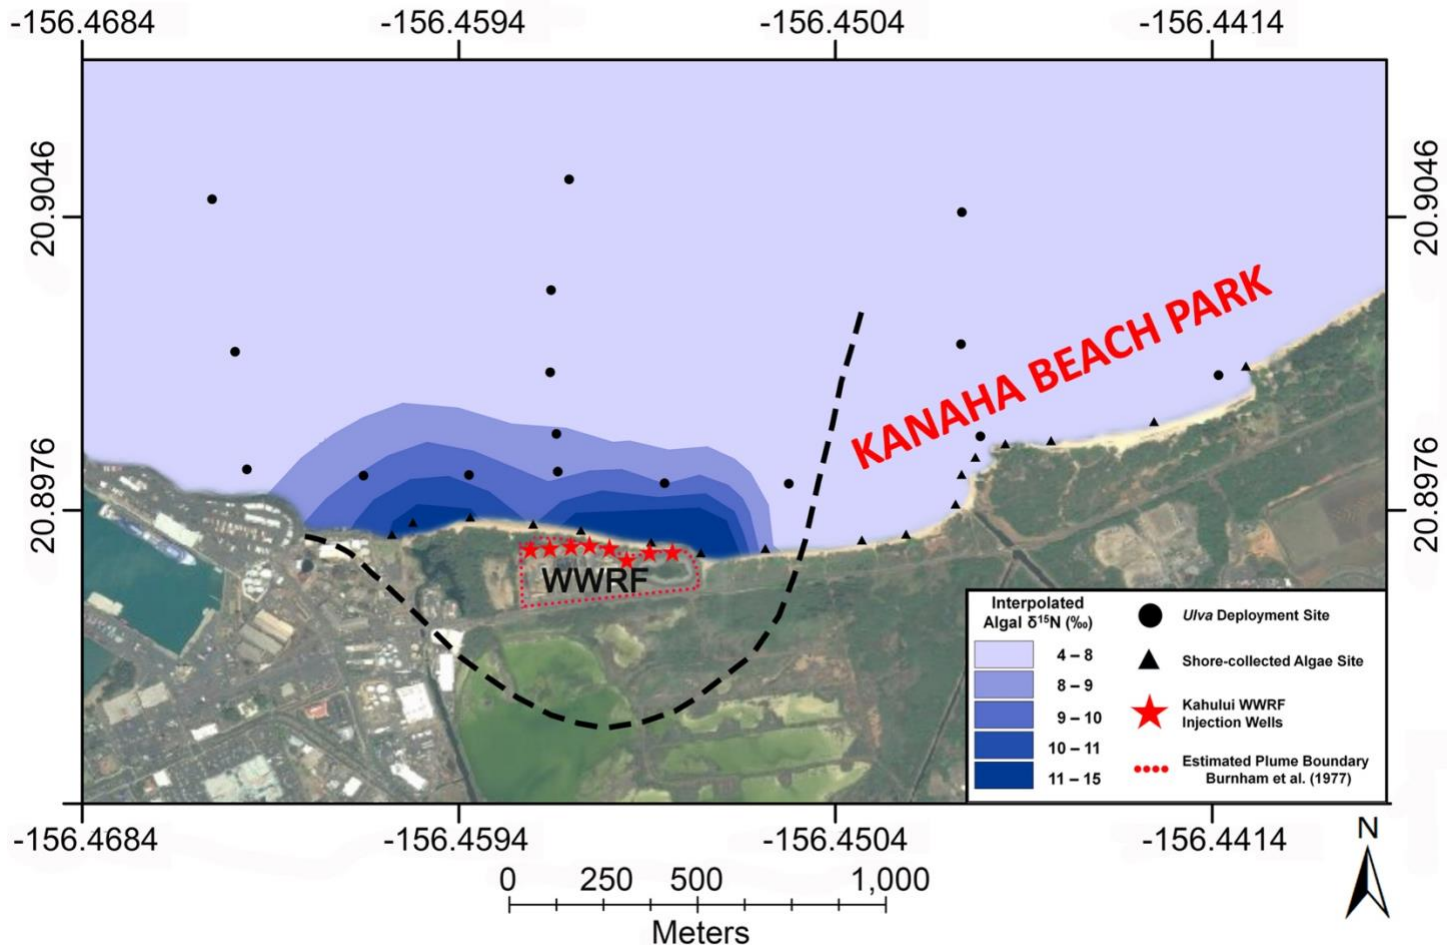 -156.4684 -156.4594 -156.4504 -156.4414
20.9046
20.9046
KANAHA BEACH PARK
20.8976
20.8976
WWRF
Interpolated
Algal δ¹⁵N (‰)
4 – 8
8 – 9
9 – 10
10 – 11
11 – 15
Ulva Deployment Site
Shore-collected Algae Site
Kahului WWRF
Injection Wells
Estimated Plume Boundary
Burnham et al. (1977)
-156.4684 -156.4594 -156.4504 -156.4414
N
0 250 500 1,000
Meters